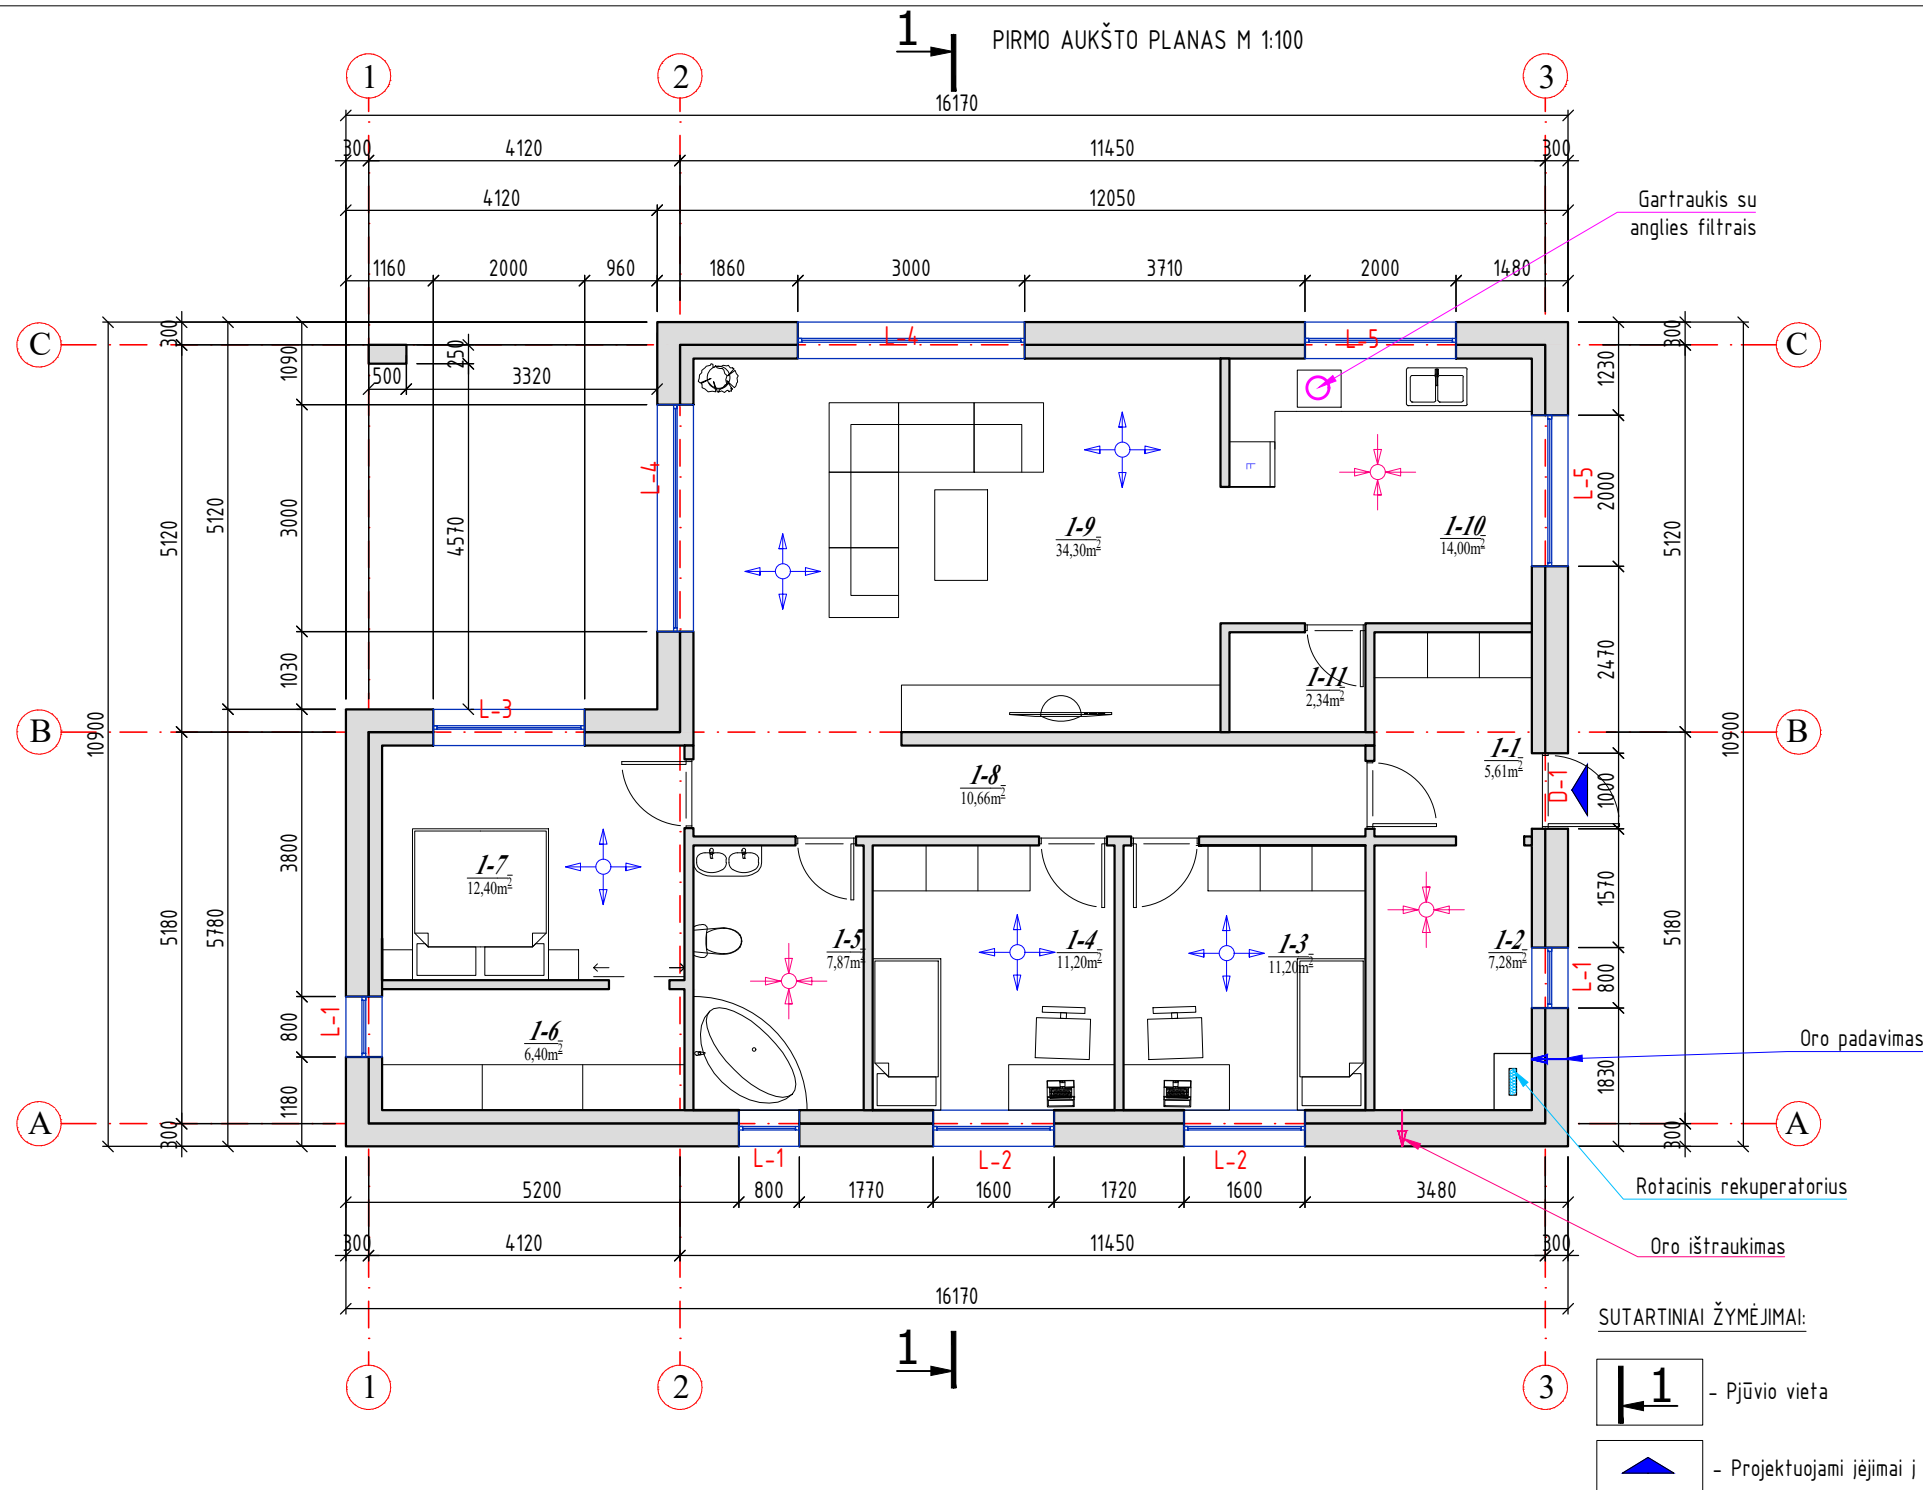 1
PIRMO AUKŠTO PLANAS M 1:100
1
2
3
16170
300
4120
11450
300
4120
12050
Gartraukis su
anglies filtrais
1160
2000
960
1860
3000
3710
2000
1480
C
C
300
5120
10900
5180
300
5120
5780
1090
3000
1030
3800
800
1180
250
500
3320
4570
L-4
L-5
L-4
L-5
L-3
1-9
34,30m²
1-10
14,00m²
1-11
2,34m²
B
B
1-1
5,61m²
D-1
1-8
10,66m²
1-7
12,40m²
1-5
7,87m²
1-4
11,20m²
1-3
11,20m²
1-2
7,28m²
L-1
L-1
1-6
6,40m²
1230
2000
2470
1000
1570
800
1830
300
5120
5180
300
10900
Oro padavimas
A
A
L-1
L-2
L-2
5200
800
1770
1600
1720
1600
3480
Rotacinis rekuperatorius
300
4120
11450
300
Oro ištraukimas
16170
1
1
2
3
SUTARTINIAI ŽYMĖJIMAI:
1
- Pjūvio vieta
- Projektuojami įėjimai į